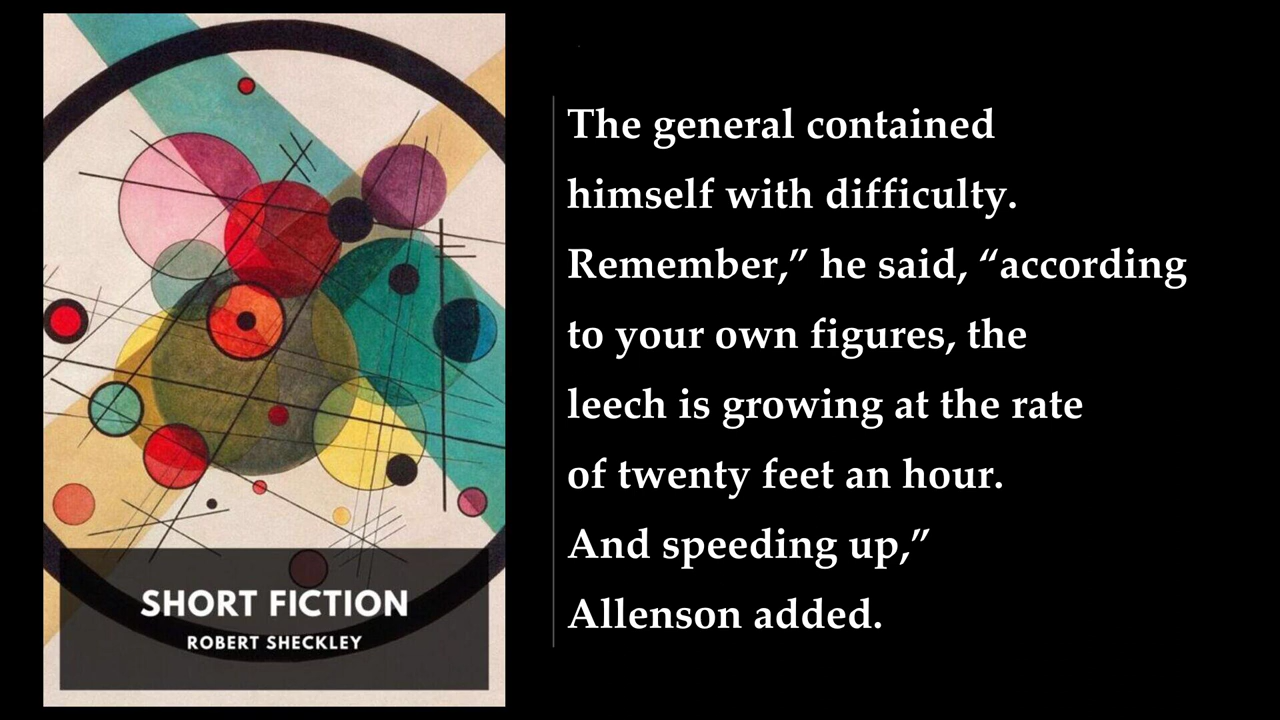 SHORT FICTION
ROBERT SHECKLEY
The general contained
himself with difficulty.
Remember,” he said, “according
to your own figures, the
leech is growing at the rate
of twenty feet an hour.
And speeding up,”
Allenson added.